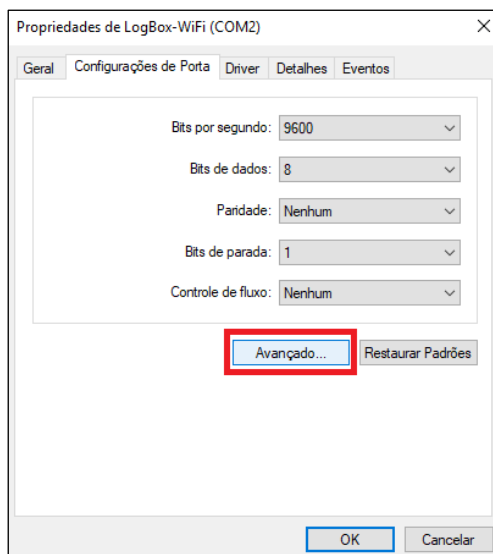 Propriedades de LogBox-WiFi (COM2)
Geral Configurações de Porta Driver Detalhes Eventos
Bits por segundo: 9600
Bits de dados: 8
Paridade: Nenhum
Bits de parada: 1
Controle de fluxo: Nenhum
Avançado... Restaurar Padrões
OK Cancelar